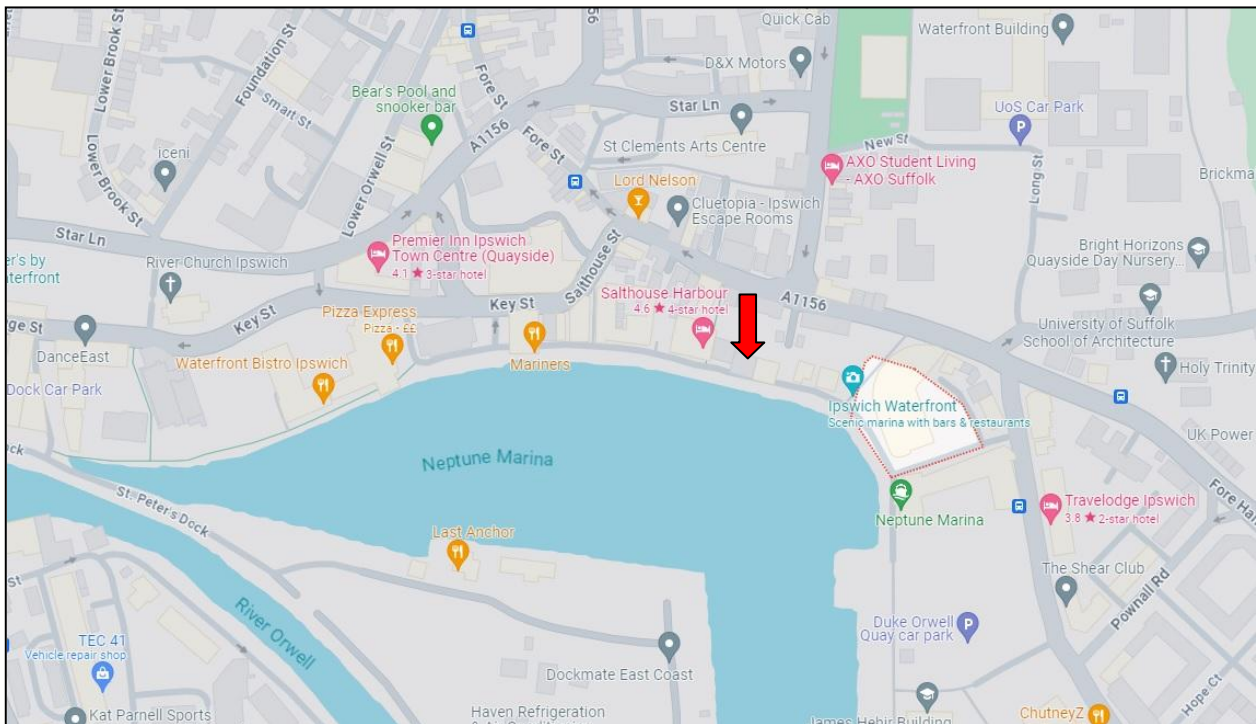 Quick Cab
Waterfront Building
A1156
Lower Brook St
Foundation St
D&X Motors
Fore St
Bear's Pool and
snooker bar
Star Ln
UoS Car Park
Smart St
A1156
Fore St
St Clements Arts Centre
New St
iceni
Lower Orwell St
AXO Student Living
- AXO Suffolk
Long St
Lower Brook St
Lord Nelson
Brickma
Cluetopia - Ipswich
Escape Rooms
Star Ln
Premier Inn Ipswich
Town Centre (Quayside)
4.1 ★ 3-star hotel
Salthouse St
Bright Horizons
Quayside Day Nursery...
er's by
terfront
River Church Ipswich
Salthouse Harbour
4.6 ★ 4-star hotel
A1156
Key St
Pizza Express
Pizza • ££
Key St
University of Suffolk
School of Architecture
ge St
DanceEast
Waterfront Bistro Ipswich
Mariners
Holy Trinity
Dock Car Park
Ipswich Waterfront
Scenic marina with bars & restaurants
UK Power
Neptune Marina
ock
St. Peter's Dock
Fore Ha
Travelodge Ipswich
3.8 ★ 2-star hotel
Neptune Marina
Last Anchor
The Shear Club
St
Pownall Rd
River Orwell
Duke Orwell
Quay car park
TEC 41
Vehicle repair shop
Dockmate East Coast
Hope Ct
Kat Parnell Sports
Haven Refrigeration
James Hehir Building
ChutneyZ